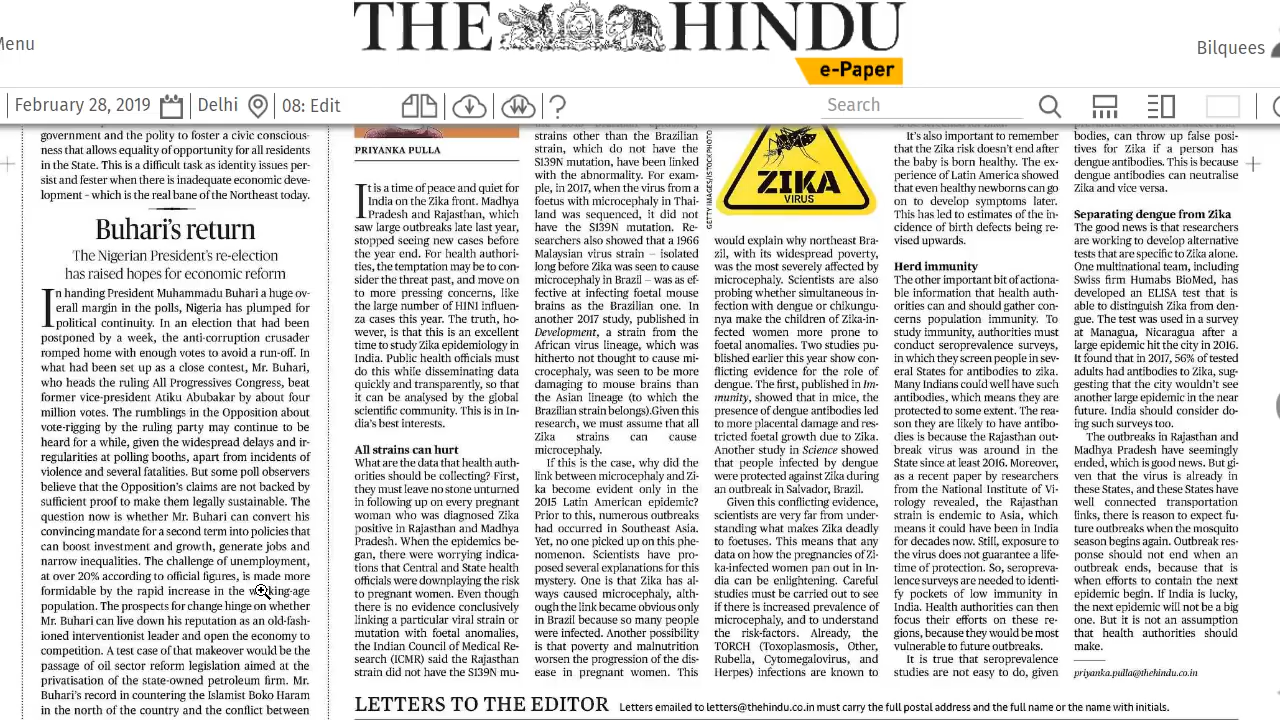 THE HINDU
e-Paper
Menu
Bilquees
February 28, 2019
Delhi
08: Edit
?
Search
government and the polity to foster a civic conscious-
ness that allows equality of opportunity for all residents
in the State. This is a difficult task as identity issues per-
sist and fester when there is inadequate economic deve-
lopment – which is the real bane of the Northeast today.
Buhari's return
The Nigerian President's re-election
has raised hopes for economic reform
In handing President Muhammadu Buhari a huge ov-
erall margin in the polls, Nigeria has plumped for
political continuity. In an election that had been
postponed by a week, the anti-corruption crusader
romped home with enough votes to avoid a run-off. In
what had been set up as a close contest, Mr. Buhari,
who heads the ruling All Progressives Congress, beat
former vice-president Atiku Abubakar by about four
million votes. The rumblings in the Opposition about
vote-rigging by the ruling party may continue to be
heard for a while, given the widespread delays and ir-
regularities at polling booths, apart from incidents of
violence and several fatalities. But some poll observers
believe that the Opposition's claims are not backed by
sufficient proof to make them legally sustainable. The
question now is whether Mr. Buhari can convert his
convincing mandate for a second term into policies that
can boost investment and growth, generate jobs and
narrow inequalities. The challenge of unemployment,
at over 20% according to official figures, is made more
formidable by the rapid increase in the working-age
population. The prospects for change hinge on whether
Mr. Buhari can live down his reputation as an old-fash-
ioned interventionist leader and open the economy to
competition. A test case of that makeover would be the
passage of oil sector reform legislation aimed at the
privatisation of the state-owned petroleum firm. Mr.
Buhari's record in countering the Islamist Boko Haram
in the north of the country and the conflict between
PRIYANKA PULLA
It is a time of peace and quiet for
India on the Zika front. Madhya
Pradesh and Rajasthan, which
saw large outbreaks late last year,
stopped seeing new cases before
the year end. For health authori-
ties, the temptation may be to con-
sider the threat past, and move on
to more pressing concerns, like
the large number of H1N1 influen-
za cases this year. The truth, ho-
wever, is that this is an excellent
time to study Zika epidemiology in
India. Public health officials must
do this while disseminating data
quickly and transparently, so that
it can be analysed by the global
scientific community. This is in In-
dia's best interests.
All strains can hurt
What are the data that health auth-
orities should be collecting? First,
they must leave no stone unturned
in following up on every pregnant
woman who was diagnosed Zika
positive in Rajasthan and Madhya
Pradesh. When the epidemics be-
gan, there were worrying indica-
tions that Central and State health
officials were downplaying the risk
to pregnant women. Even though
there is no evidence conclusively
linking a particular viral strain or
mutation with foetal anomalies,
the Indian Council of Medical Re-
search (ICMR) said the Rajasthan
strain did not have the S139N mu-
strains other than the Brazilian
strain, which do not have the
S139N mutation, have been linked
with the abnormality. For exam-
ple, in 2017, when the virus from a
foetus with microcephaly in Thai-
land was sequenced, it did not
have the S139N mutation. Re-
searchers also showed that a 1966
Malaysian virus strain – isolated
long before Zika was seen to cause
microcephaly in Brazil – was as ef-
fective at infecting foetal mouse
brains as the Brazilian one. In
another 2017 study, published in
Development, a strain from the
African virus lineage, which was
hitherto not thought to cause mi-
crocephaly, was seen to be more
damaging to mouse brains than
the Asian lineage (to which the
Brazilian strain belongs).Given this
research, we must assume that all
Zika strains can cause
microcephaly.
If this is the case, why did the
link between microcephaly and Zi-
ka become evident only in the
2015 Latin American epidemic?
Prior to this, numerous outbreaks
had occurred in Southeast Asia.
Yet, no one picked up on this phe-
nomenon. Scientists have pro-
posed several explanations for this
mystery. One is that Zika has al-
ways caused microcephaly, alth-
ough the link became obvious only
in Brazil because so many people
were infected. Another possibility
is that poverty and malnutrition
worsen the progression of the dis-
ease in pregnant women. This
GETTY IMAGES/ISTOCKPHOTO
ZIKA
VIRUS
would explain why northeast Bra-
zil, with its widespread poverty,
was the most severely affected by
microcephaly. Scientists are also
probing whether simultaneous in-
fection with dengue or chikungu-
nya make the children of Zika-in-
fected women more prone to
foetal anomalies. Two studies pu-
blished earlier this year show con-
flicting evidence for the role of
dengue. The first, published in Im-
munity, showed that in mice, the
presence of dengue antibodies led
to more placental damage and res-
tricted foetal growth due to Zika.
Another study in Science showed
that people infected by dengue
were protected against Zika during
an outbreak in Salvador, Brazil.
Given this conflicting evidence,
scientists are very far from under-
standing what makes Zika deadly
to foetuses. This means that any
data on how the pregnancies of Zi-
ka-infected women pan out in In-
dia can be enlightening. Careful
studies must be carried out to see
if there is increased prevalence of
microcephaly, and to understand
the risk-factors. Already, the
TORCH (Toxoplasmosis, Other,
Rubella, Cytomegalovirus, and
Herpes) infections are known to
It's also important to remember
that the Zika risk doesn't end after
the baby is born healthy. The ex-
perience of Latin America showed
that even healthy newborns can go
on to develop symptoms later.
This has led to estimates of the in-
cidence of birth defects being re-
vised upwards.
Herd immunity
The other important bit of actiona-
ble information that health auth-
orities can and should gather con-
cerns population immunity. To
study immunity, authorities must
conduct seroprevalence surveys,
in which they screen people in sev-
eral States for antibodies to zika.
Many Indians could well have such
antibodies, which means they are
protected to some extent. The rea-
son they are likely to have antibo-
dies is because the Rajasthan out-
break virus was around in the
State since at least 2016. Moreover,
as a recent paper by researchers
from the National Institute of Vi-
rology revealed, the Rajasthan
strain is endemic to Asia, which
means it could have been in India
for decades now. Still, exposure to
the virus does not guarantee a life-
time of protection. So, seropreva-
lence surveys are needed to identi-
fy pockets of low immunity in
India. Health authorities can then
focus their efforts on these re-
gions, because they would be most
vulnerable to future outbreaks.
It is true that seroprevalence
studies are not easy to do, given
bodies, can throw up false posi-
tives for Zika if a person has
dengue antibodies. This is because
dengue antibodies can neutralise
Zika and vice versa.
Separating dengue from Zika
The good news is that researchers
are working to develop alternative
tests that are specific to Zika alone.
One multinational team, including
Swiss firm Humabs BioMed, has
developed an ELISA test that is
able to distinguish Zika from den-
gue. The test was used in a survey
at Managua, Nicaragua after a
large epidemic hit the city in 2016.
It found that in 2017, 56% of tested
adults had antibodies to Zika, sug-
gesting that the city wouldn't see
another large epidemic in the near
future. India should consider do-
ing such surveys too.
The outbreaks in Rajasthan and
Madhya Pradesh have seemingly
ended, which is good news. But gi-
ven that the virus is already in
these States, and these States have
well connected transportation
links, there is reason to expect fu-
ture outbreaks when the mosquito
season begins again. Outbreak res-
ponse should not end when an
outbreak ends, because that is
when efforts to contain the next
epidemic begin. If India is lucky,
the next epidemic will not be a big
one. But it is not an assumption
that health authorities should
make.
priyanka.pulla@thehindu.co.in
LETTERS TO THE EDITOR Letters emailed to letters@thehindu.co.in must carry the full postal address and the full name or the name with initials.